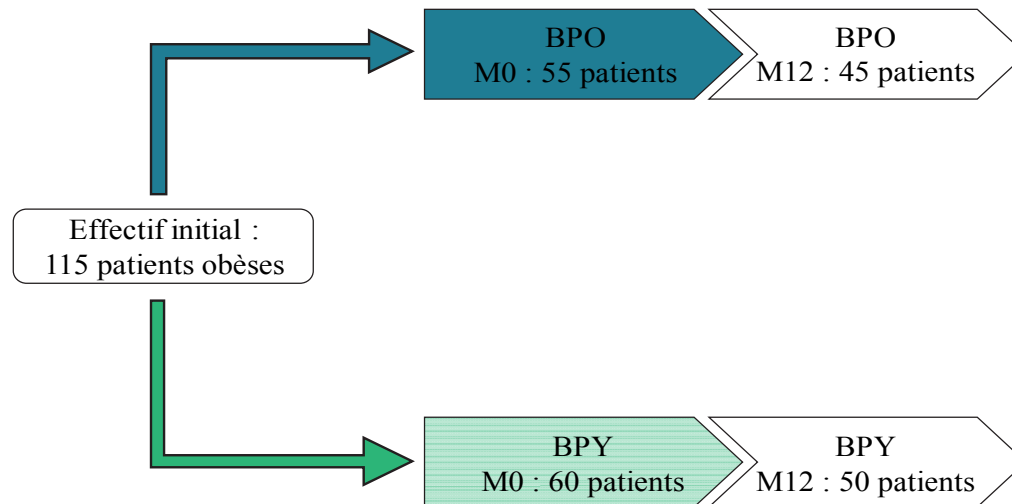 BPO
M0 : 55 patients
BPO
M12 : 45 patients
Effectif initial :
115 patients obèses
BPY
M0 : 60 patients
BPY
M12 : 50 patients